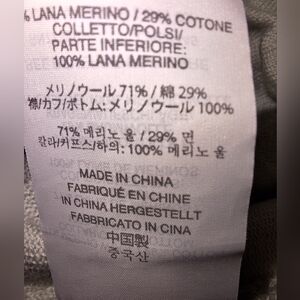 % LANA MERINO / 29% COTONE
COLLETTO/POLSI/
PARTE INFERIORE:
100% LANA MERINO
メリノウール 71% / 綿 29%
襟/カフ/ボトム: メリノウール 100%
71% 메리노 울 / 29% 면
칼라/커프스/하의: 100% 메리노 울
MADE IN CHINA
FABRIQUÉ EN CHINE
IN CHINA HERGESTELLT
FABBRICATO IN CINA
中国製
중국산